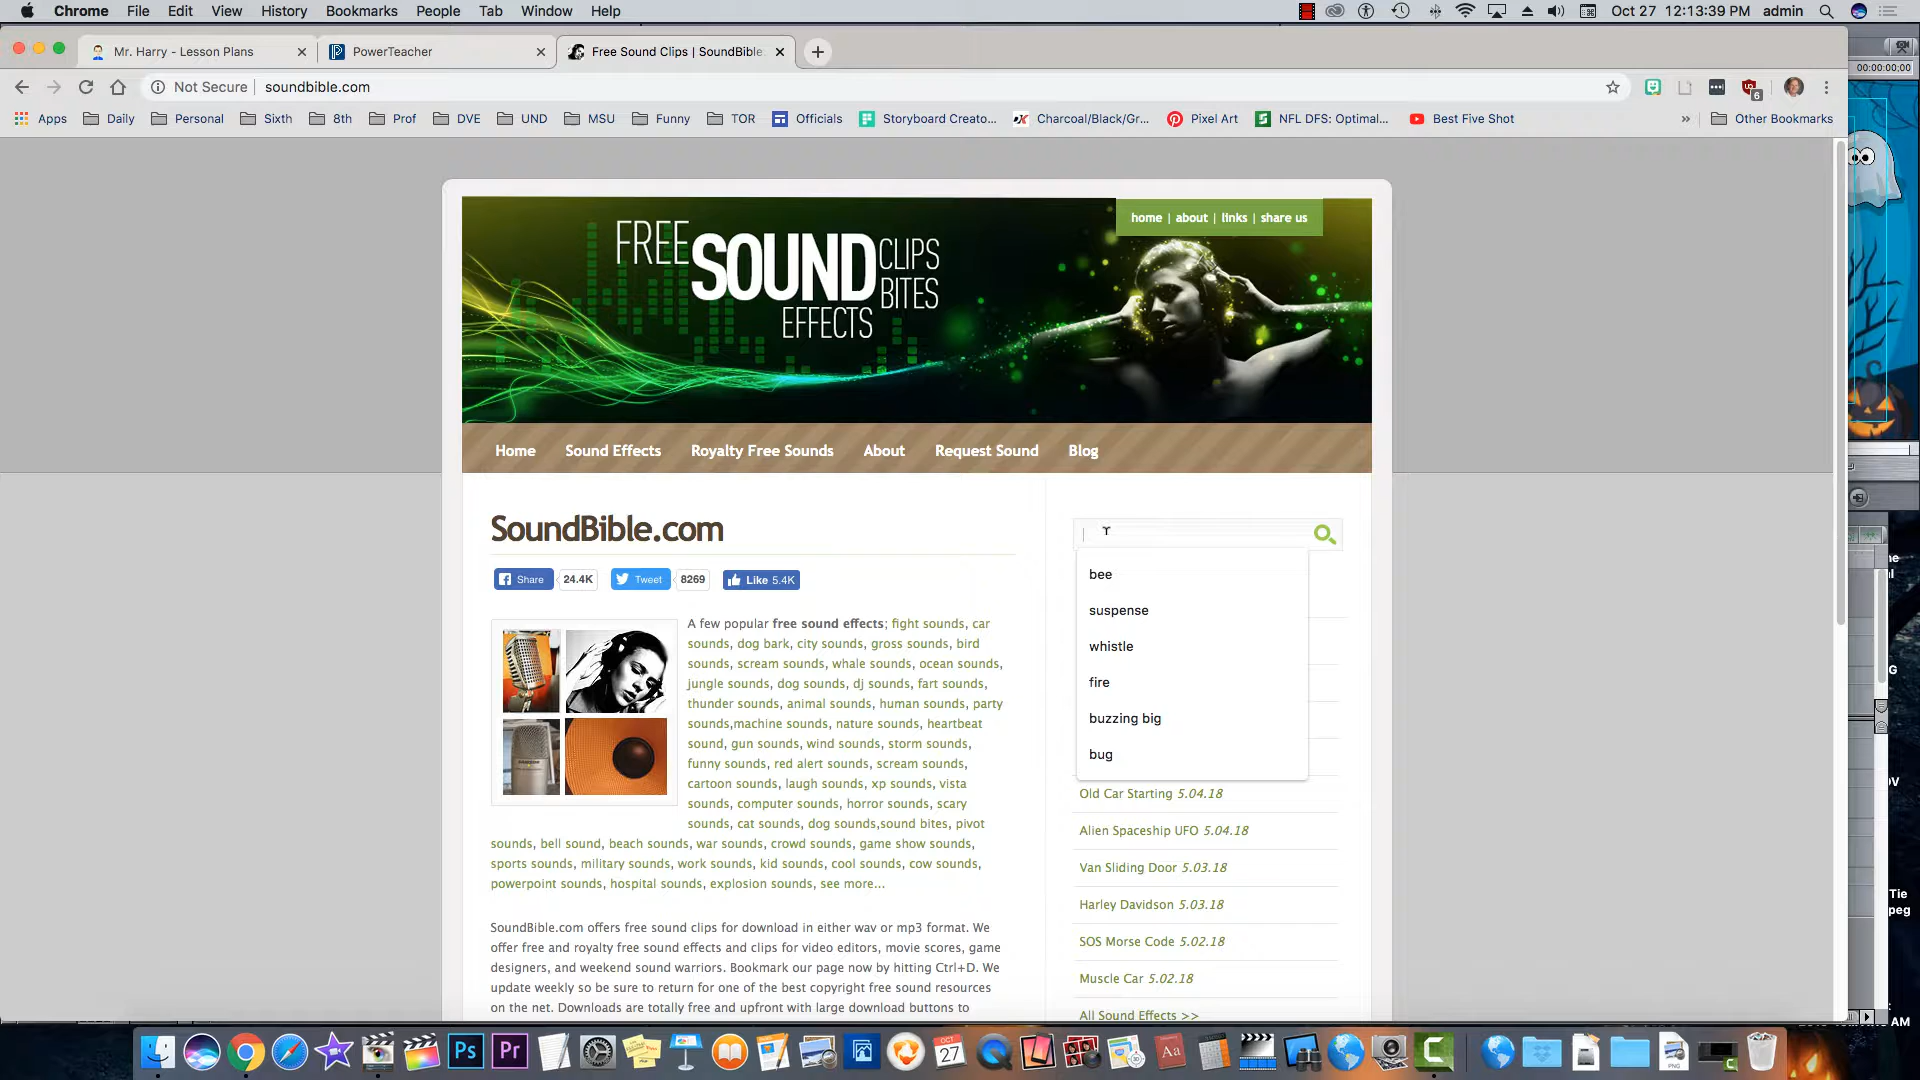 Chrome File Edit View History Bookmarks People Tab Window Help Oct 27 12:13:39 PM admin
Mr. Harry - Lesson Plans PowerTeacher Free Sound Clips | SoundBible
00:00:00;00
Not Secure | soundbible.com
6
Apps Daily Personal Sixth 8th Prof DVE UND MSU Funny TOR Officials Storyboard Creato... Charcoal/Black/Gr... Pixel Art NFL DFS: Optimal... Best Five Shot » Other Bookmarks
home | about | links | share us
FREE SOUND CLIPS
BITES
EFFECTS
Home Sound Effects Royalty Free Sounds About Request Sound Blog
SoundBible.com
Share 24.4K Tweet 8269 Like 5.4K
A few popular free sound effects; fight sounds, car
sounds, dog bark, city sounds, gross sounds, bird
sounds, scream sounds, whale sounds, ocean sounds,
jungle sounds, dog sounds, dj sounds, fart sounds,
thunder sounds, animal sounds, human sounds, party
sounds,machine sounds, nature sounds, heartbeat
sound, gun sounds, wind sounds, storm sounds,
funny sounds, red alert sounds, scream sounds,
cartoon sounds, laugh sounds, xp sounds, vista
sounds, computer sounds, horror sounds, scary
sounds, cat sounds, dog sounds,sound bites, pivot
sounds, bell sound, beach sounds, war sounds, crowd sounds, game show sounds,
sports sounds, military sounds, work sounds, kid sounds, cool sounds, cow sounds,
powerpoint sounds, hospital sounds, explosion sounds, see more...
SoundBible.com offers free sound clips for download in either wav or mp3 format. We
offer free and royalty free sound effects and clips for video editors, movie scores, game
designers, and weekend sound warriors. Bookmark our page now by hitting Ctrl+D. We
update weekly so be sure to return for one of the best copyright free sound resources
on the net. Downloads are totally free and upfront with large download buttons to
bee
suspense
whistle
fire
buzzing big
bug
Old Car Starting 5.04.18
Alien Spaceship UFO 5.04.18
Van Sliding Door 5.03.18
Harley Davidson 5.03.18
SOS Morse Code 5.02.18
Muscle Car 5.02.18
All Sound Effects >>
Tie
Ps Pr OCT 27 Aa PNG